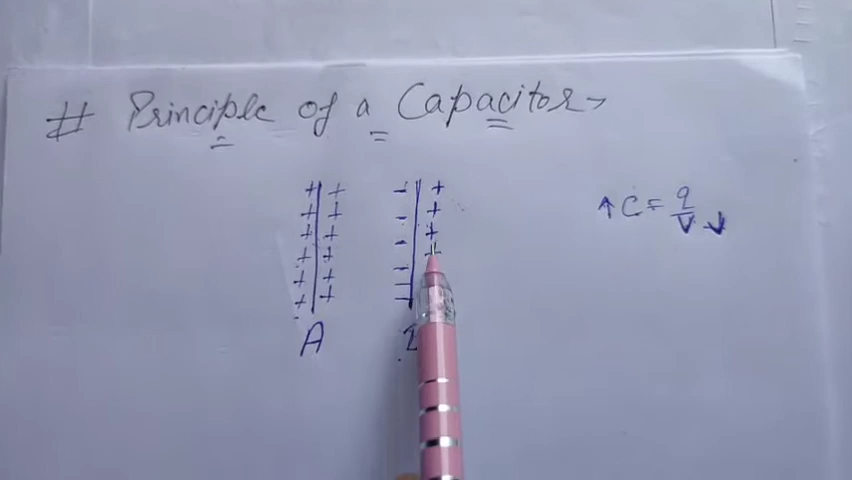 # Principle of a Capacitor→
+ + - +
+ + - +
+ + - +
+ + - +
+ +
+ +
↑ C = q/V ↓
A